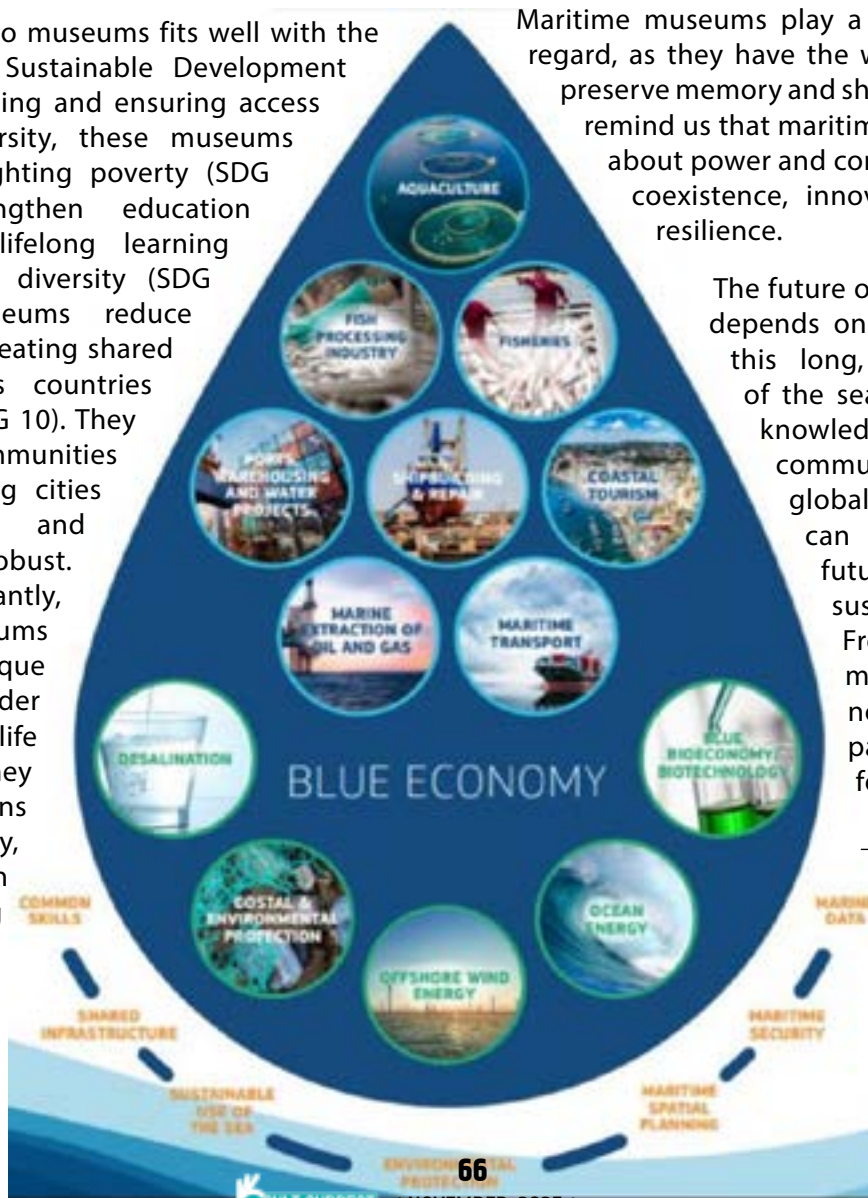 o museums fits well with the
Sustainable Development
ing and ensuring access
rsity, these museums
ghting poverty (SDG
ngthen education
lifelong learning
diversity (SDG
eums reduce
eating shared
s countries
G 10). They
mmunities
g cities
and
obust.
antly,
ums
que
der
life
ney
ns
y,
Maritime museums play a
regard, as they have the
preserve memory and sh
remind us that maritim
about power and con
coexistence, innov
resilience.
The future o
depends on
this long,
of the sea
knowled
commu
global
can
futu
sus
Fr
m
n
pa
f
AQUACULTURE
FISH
PROCESSING
INDUSTRY
FISHERIES
PORTS,
WAREHOUSING
AND WATER
PROJECTS
SHIPBUILDING
& REPAIR
COASTAL
TOURISM
MARINE
EXTRACTION OF
OIL AND GAS
MARITIME
TRANSPORT
DESALINATION
BLUE
BIOECONOMY/
BIOTECHNOLOGY
BLUE ECONOMY
COSTAL &
ENVIRONMENTAL
PROTECTION
OCEAN
ENERGY
OFFSHORE WIND
ENERGY
COMMON
SKILLS
SHARED
INFRASTRUCTURE
SUSTAINABLE
USE OF
THE SEA
ENVIRONMENTAL
PROTECTION
MARITIME
SPATIAL
PLANNING
MARITIME
SECURITY
MARINE
DATA
66